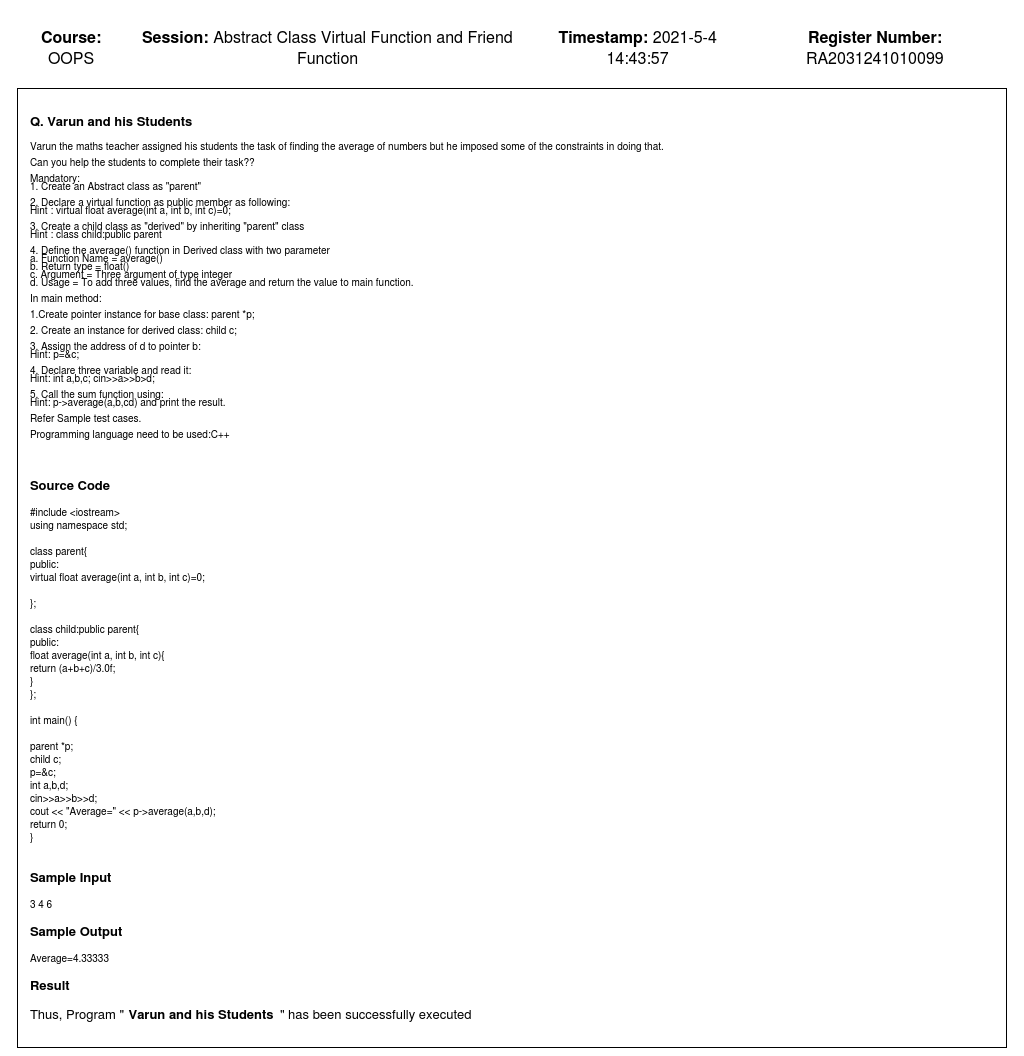 Course:
OOPS
Session: Abstract Class Virtual Function and Friend
Function
Timestamp: 2021-5-4
14:43:57
Register Number:
RA2031241010099
Q. Varun and his Students
Varun the maths teacher assigned his students the task of finding the average of numbers but he imposed some of the constraints in doing that.
Can you help the students to complete their task??
Mandatory:
1. Create an Abstract class as "parent"
2. Declare a virtual function as public member as following:
Hint : virtual float average(int a, int b, int c)=0;
3. Create a child class as "derived" by inheriting "parent" class
Hint : class child:public parent
4. Define the average() function in Derived class with two parameter
a. Function Name = average()
b. Return type = float()
c. Argument = Three argument of type integer
d. Usage = To add three values, find the average and return the value to main function.
In main method:
1.Create pointer instance for base class: parent *p;
2. Create an instance for derived class: child c;
3. Assign the address of d to pointer b:
Hint: p=&c;
4. Declare three variable and read it:
Hint: int a,b,c; cin>>a>>b>d;
5. Call the sum function using:
Hint: p->average(a,b,cd) and print the result.
Refer Sample test cases.
Programming language need to be used:C++
Source Code
#include <iostream>
using namespace std;
class parent{
public:
virtual float average(int a, int b, int c)=0;
};
class child:public parent{
public:
float average(int a, int b, int c){
return (a+b+c)/3.0f;
}
};
int main() {
parent *p;
child c;
p=&c;
int a,b,d;
cin>>a>>b>>d;
cout << "Average=" << p->average(a,b,d);
return 0;
}
Sample Input
3 4 6
Sample Output
Average=4.33333
Result
Thus, Program " Varun and his Students " has been successfully executed